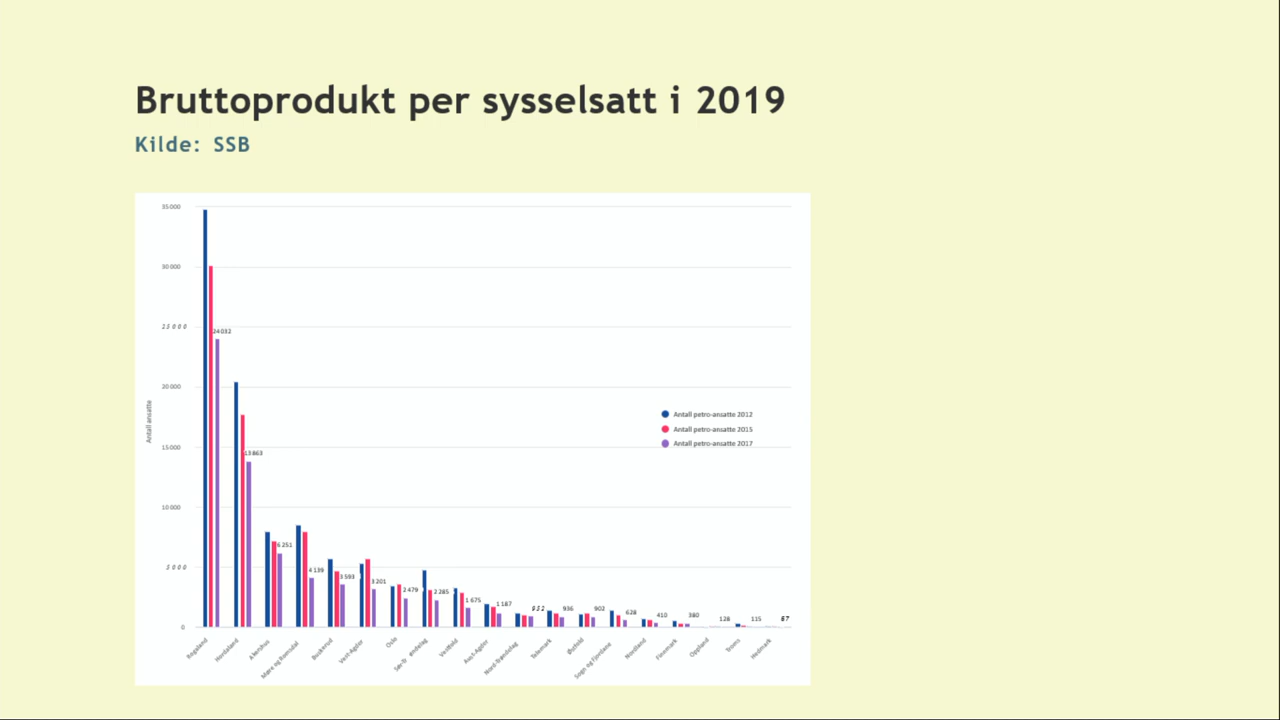 Bruttoprodukt per sysselsatt i 2019
Kilde: SSB
35 000
30 000
25 000
24 032
20 000
Antall ansatte
Antall petro-ansatte 2012
Antall petro-ansatte 2015
Antall petro-ansatte 2017
15 000
13 863
10 000
6 251
5 000
4 139
3 593
3 201
2 479
2 285
1 675
1 187
936
902
628
410
380
128
115
67
0
Rogaland
Hordaland
Akershus
Møre og Romsdal
Buskerud
Vest-Agder
Oslo
Vestfold
Aust-Agder
Nord-Trøndelag
Telemark
Østfold
Sogn og Fjordane
Nordland
Finnmark
Oppland
Troms
Hedmark